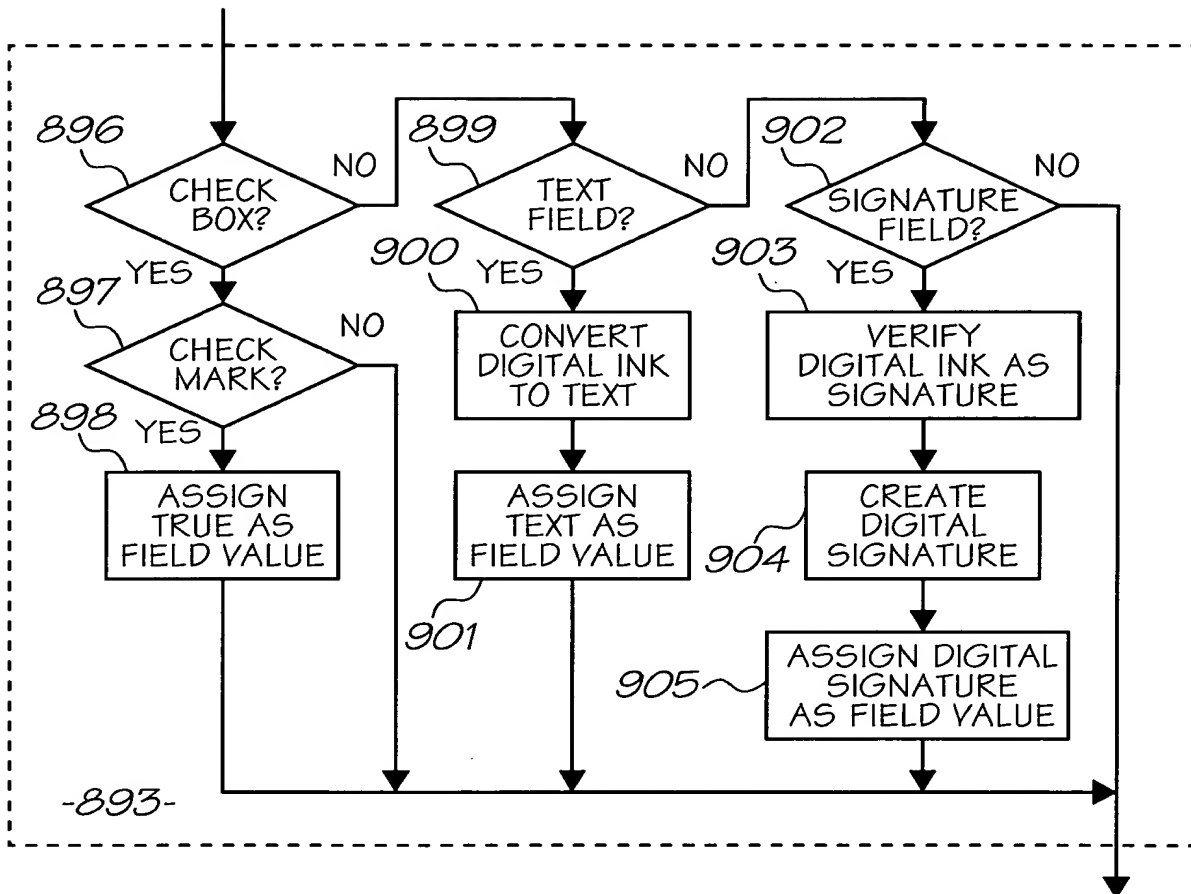 896
CHECK
BOX?
NO
YES
897
CHECK
MARK?
NO
YES
898
ASSIGN
TRUE AS
FIELD VALUE
899
TEXT
FIELD?
NO
YES
900
CONVERT
DIGITAL INK
TO TEXT
ASSIGN
TEXT AS
FIELD VALUE
901
902
SIGNATURE
FIELD?
NO
YES
903
VERIFY
DIGITAL INK AS
SIGNATURE
CREATE
DIGITAL
SIGNATURE
904
ASSIGN DIGITAL
SIGNATURE
AS FIELD VALUE
905
-893-